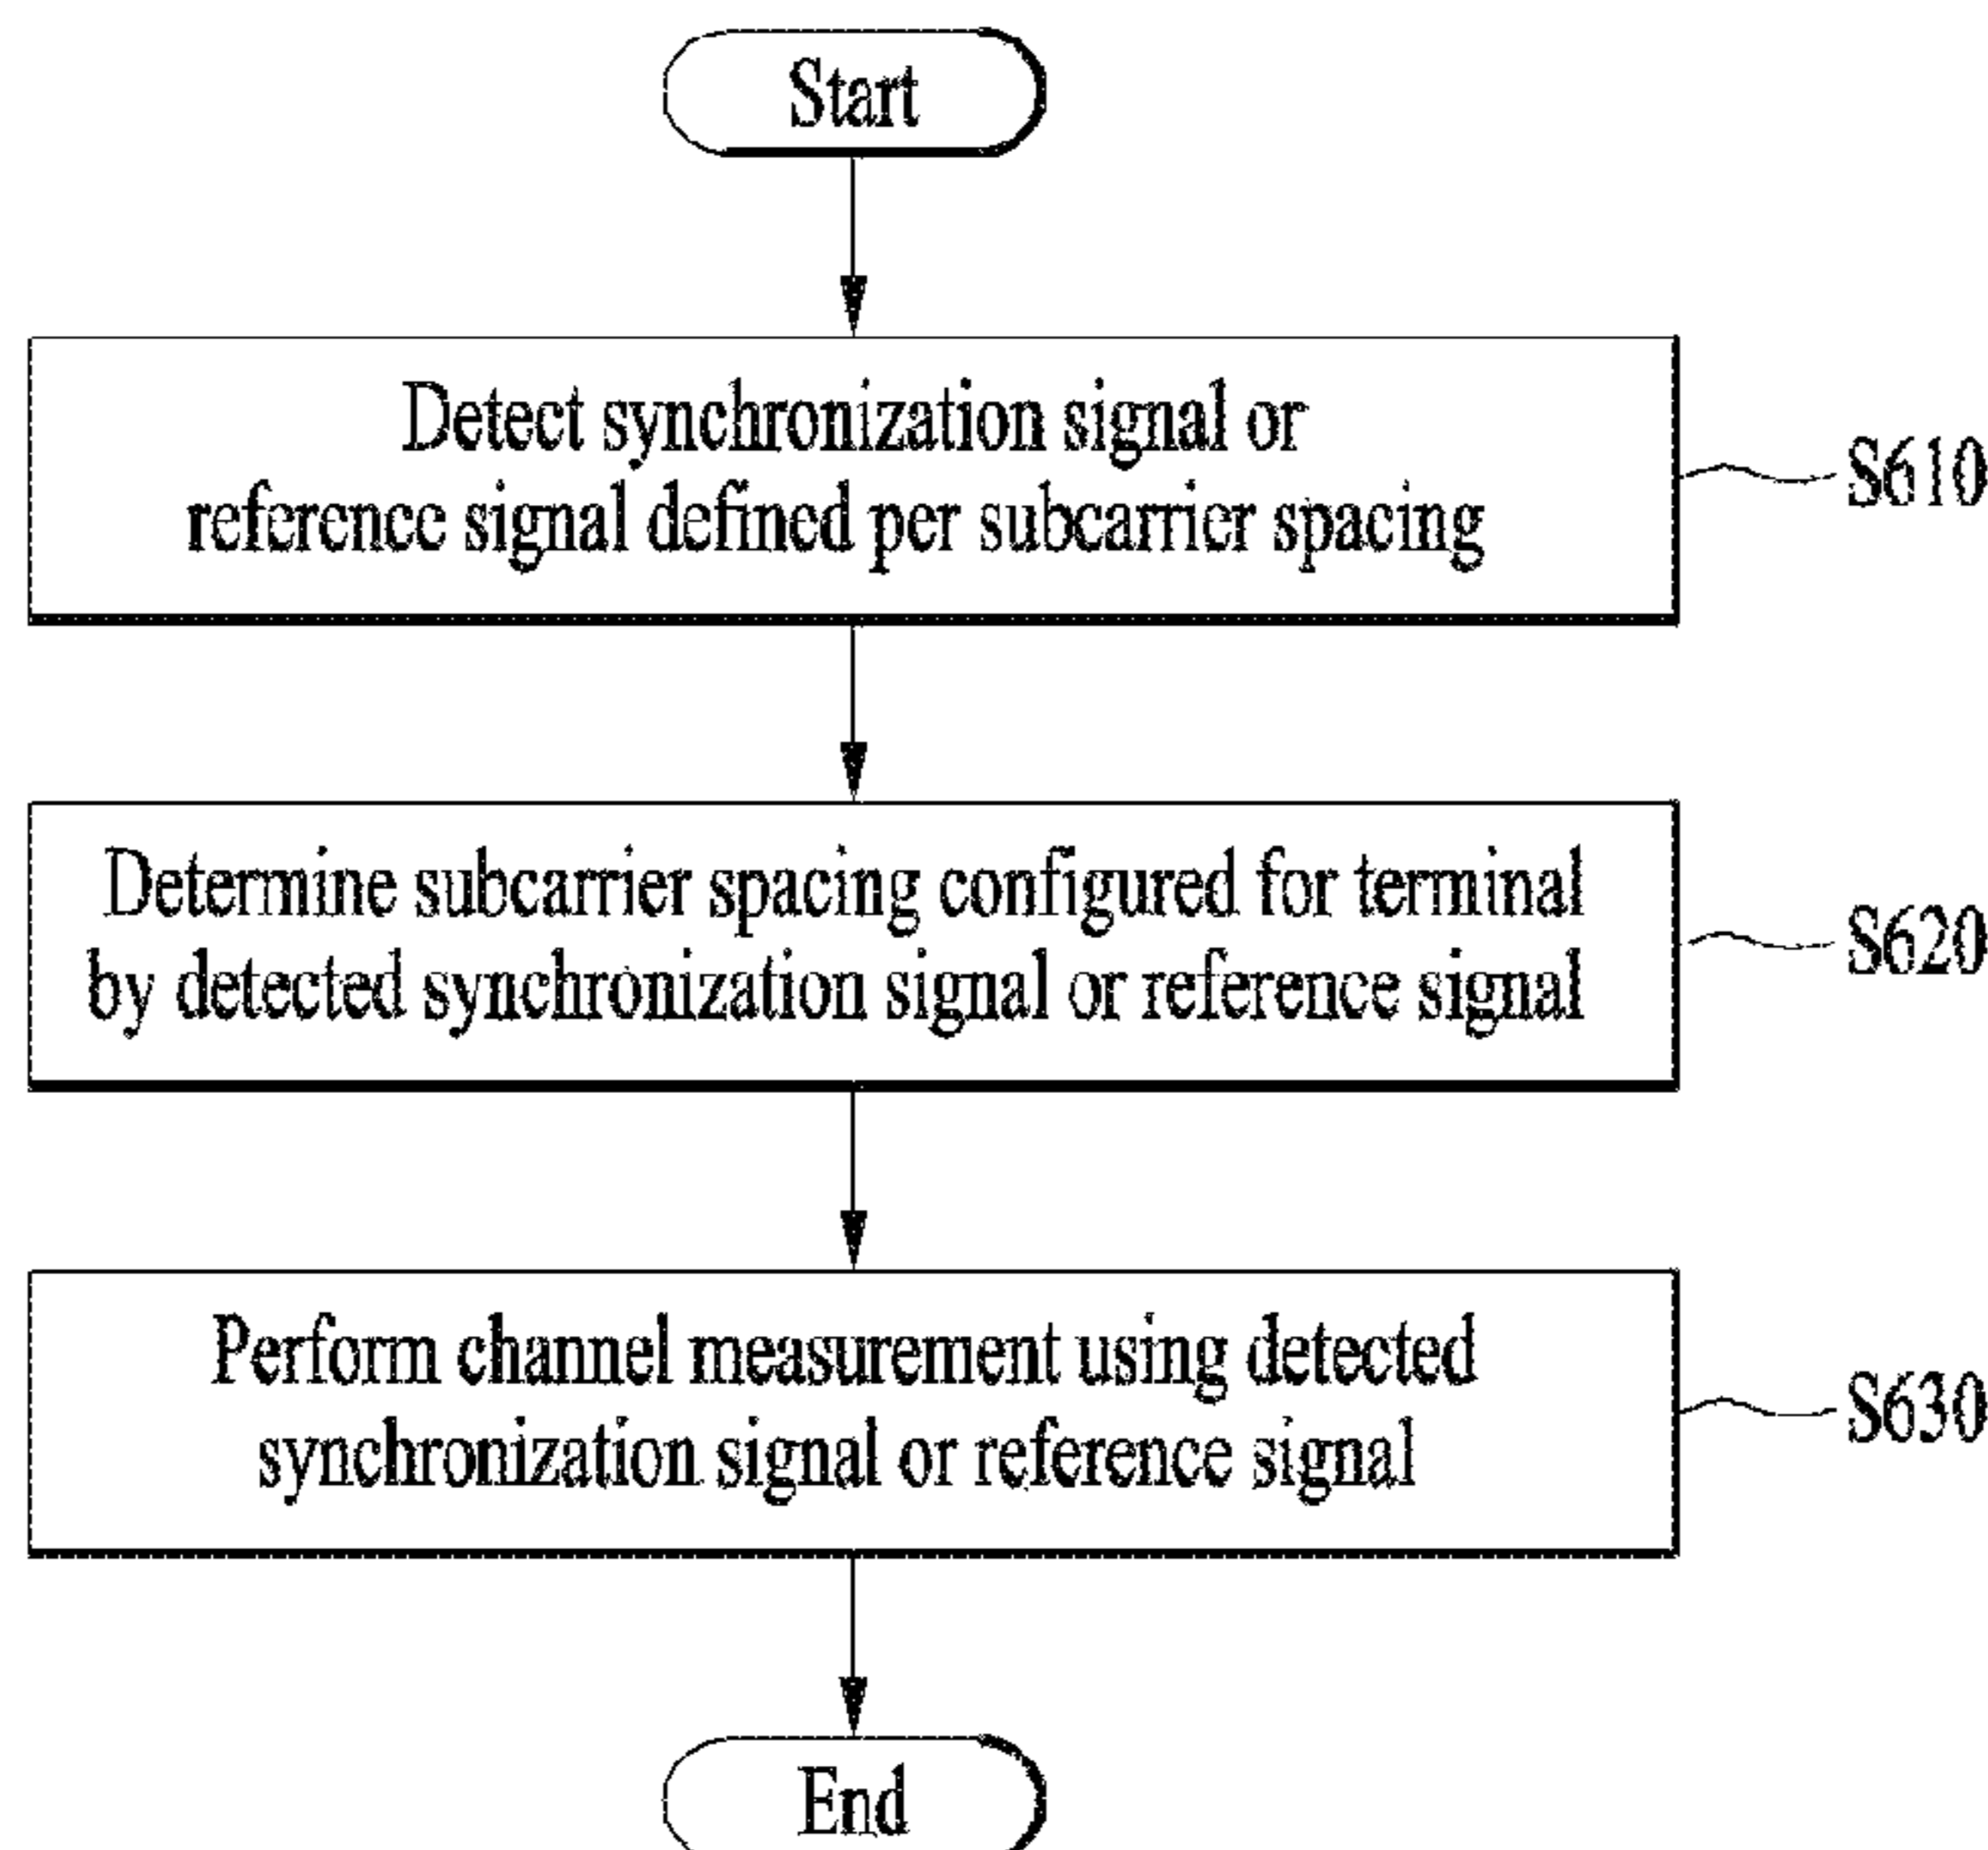 Start
Detect synchronization signal or
reference signal defined per subcarrier spacing
S610
Determine subcarrier spacing configured for terminal
by detected synchronization signal or reference signal
S620
Perform channel measurement using detected
synchronization signal or reference signal
S630
End